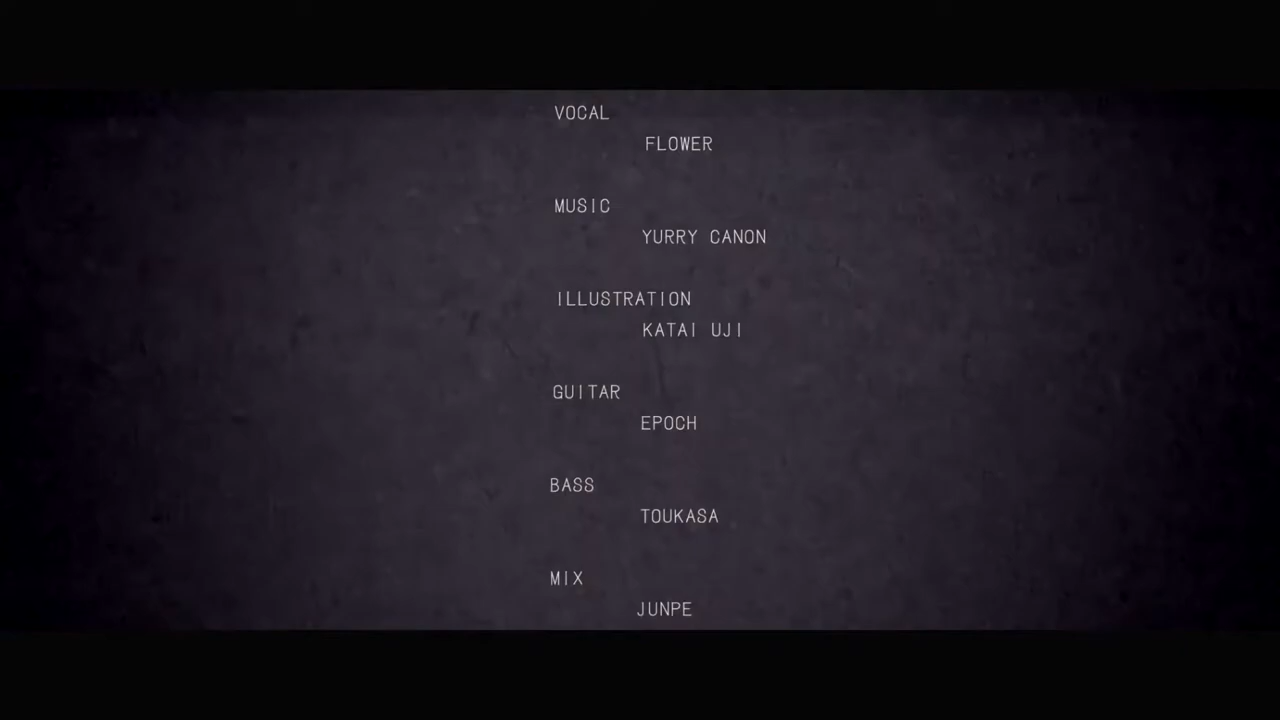 VOCAL
FLOWER
MUSIC
YURRY CANON
ILLUSTRATION
KATAI UJI
GUITAR
EPOCH
BASS
TOUKASA
MIX
JUNPE